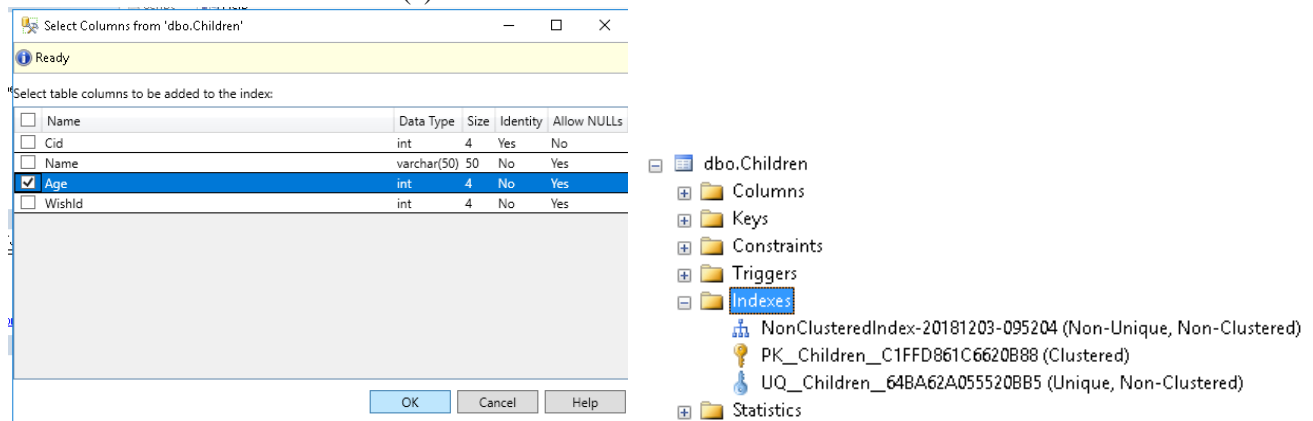 Select Columns from 'dbo.Children'
Ready
Select table columns to be added to the index:
Name Data Type Size Identity Allow NULLs
Cid int 4 Yes No
Name varchar(50) 50 No Yes
Age int 4 No Yes
WishId int 4 No Yes
OK Cancel Help
dbo.Children
Columns
Keys
Constraints
Triggers
Indexes
NonClusteredIndex-20181203-095204 (Non-Unique, Non-Clustered)
PK__Children__C1FFD861C6620B88 (Clustered)
UQ__Children__64BA62A055520BB5 (Unique, Non-Clustered)
Statistics